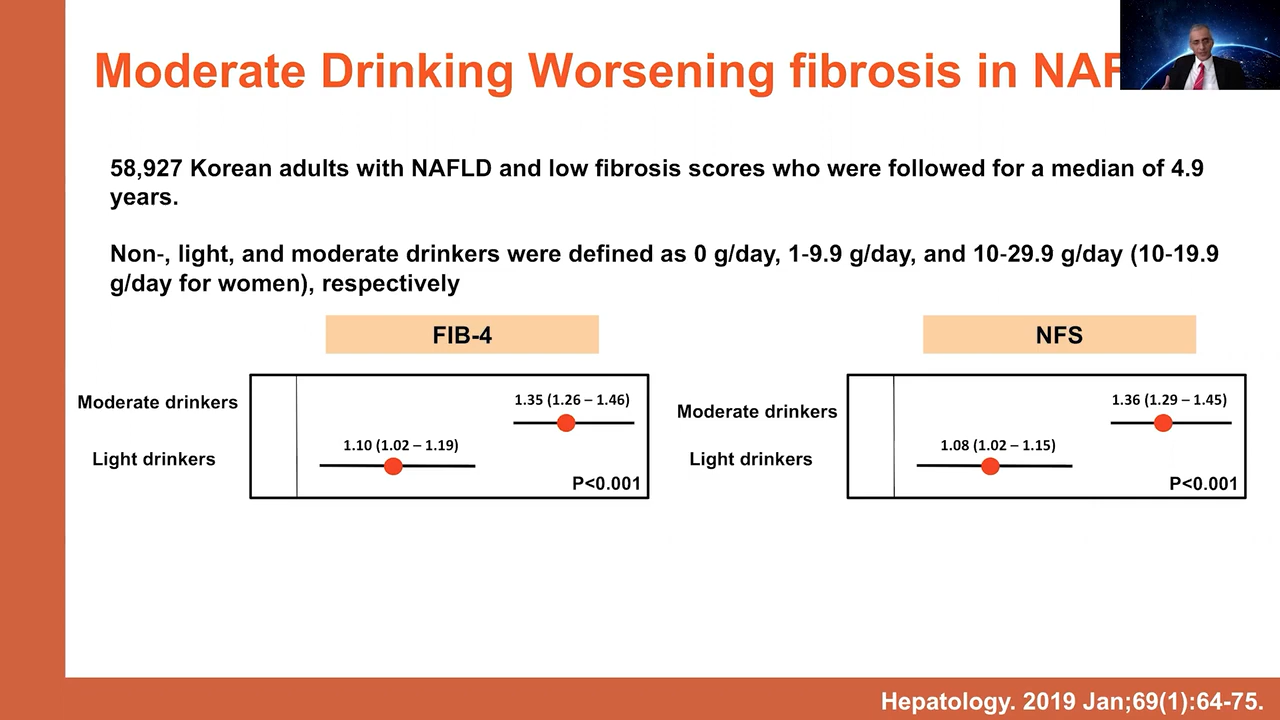 Moderate Drinking Worsening fibrosis in
58,927 Korean adults with NAFLD and low fibrosis scores who were followed for a median of 4.9
years.
Non-, light, and moderate drinkers were defined as 0 g/day, 1-9.9 g/day, and 10-29.9 g/day (10-19.9
g/day for women), respectively
FIB-4
Moderate drinkers
1.35 (1.26 – 1.46)
Light drinkers
1.10 (1.02 – 1.19)
P<0.001
NFS
Moderate drinkers
1.36 (1.29 – 1.45)
Light drinkers
1.08 (1.02 – 1.15)
P<0.001
Hepatology. 2019 Jan;69(1):64-75.